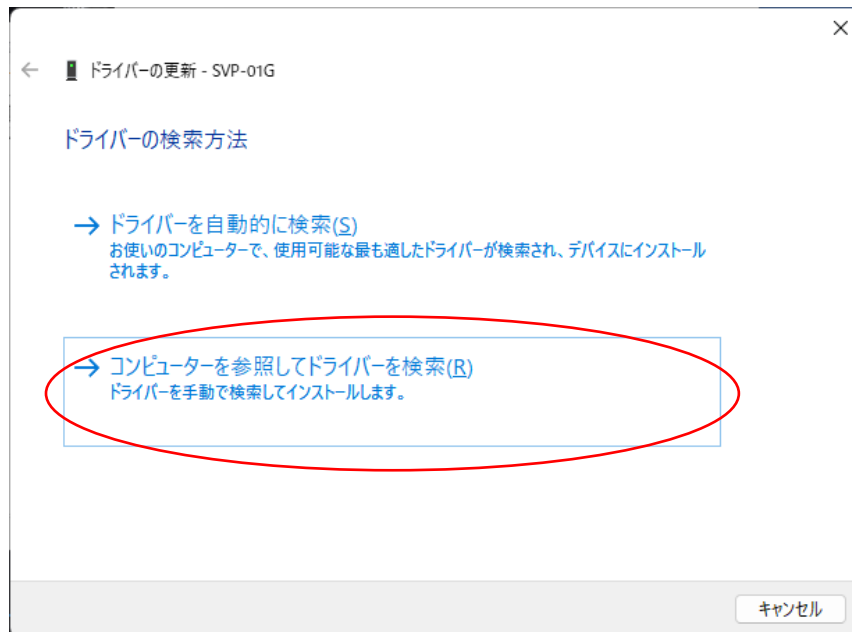 ドライバーの更新 - SVP-01G
ドライバーの検索方法
ドライバーを自動的に検索(S)
お使いのコンピューターで、使用可能な最も適したドライバーが検索され、デバイスにインストール
されます。
コンピューターを参照してドライバーを検索(R)
ドライバーを手動で検索してインストールします。
キャンセル